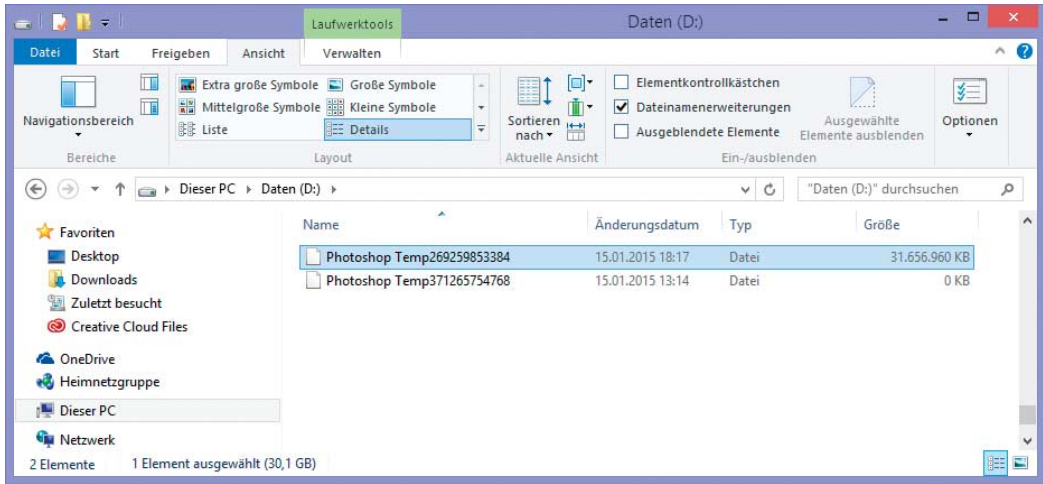 Laufwerktools
Daten (D:)
Datei Start Freigeben Ansicht Verwalten
Navigationsbereich
Bereiche
Extra große Symbole Große Symbole
Mittelgroße Symbole Kleine Symbole
Liste Details
Layout
Sortieren
nach
Aktuelle Ansicht
Elementkontrollkästchen
Dateinamenerweiterungen
Ausgeblendete Elemente
Ausgewählte
Elemente ausblenden
Ein-/ausblenden
Optionen
Dieser PC Daten (D:)
"Daten (D:)" durchsuchen
Favoriten
Desktop
Downloads
Zuletzt besucht
Creative Cloud Files
OneDrive
Heimnetzgruppe
Dieser PC
Netzwerk
Name Änderungsdatum Typ Größe
Photoshop Temp269259853384 15.01.2015 18:17 Datei 31.656.960 KB
Photoshop Temp371265754768 15.01.2015 13:14 Datei 0 KB
2 Elemente 1 Element ausgewählt (30,1 GB)